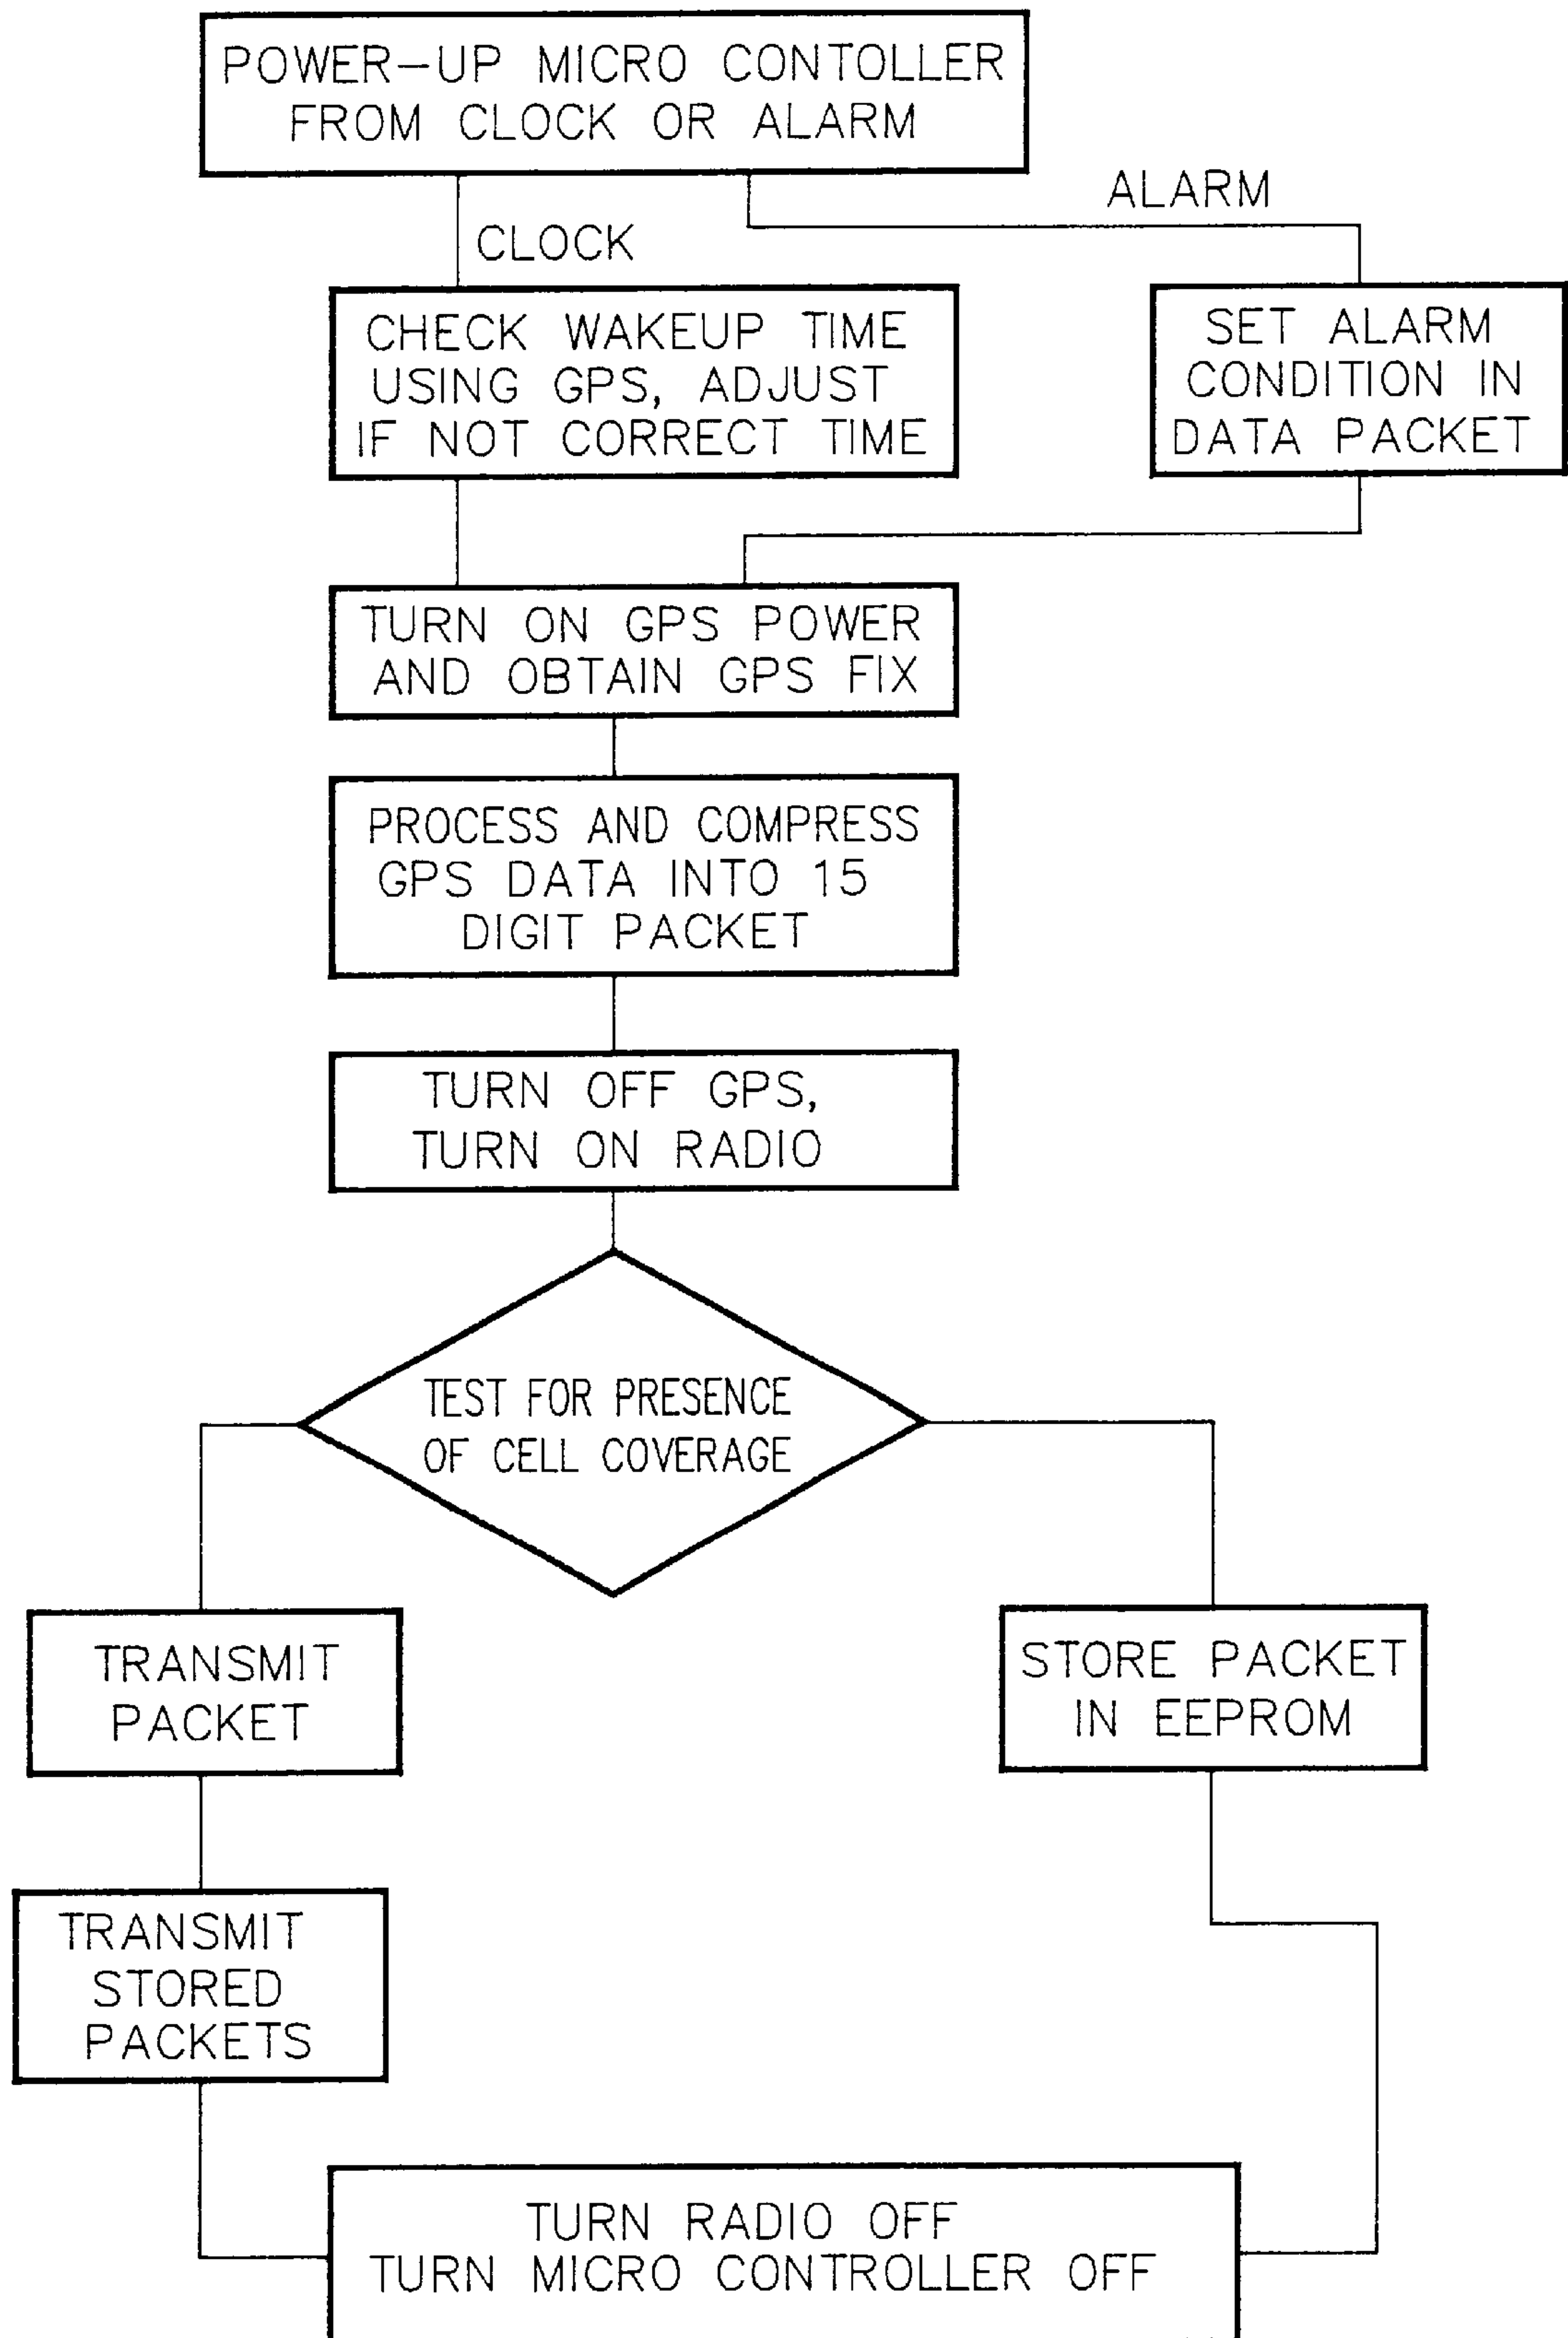 POWER-UP MICRO CONTOLLER
FROM CLOCK OR ALARM
ALARM
CLOCK
CHECK WAKEUP TIME
USING GPS, ADJUST
IF NOT CORRECT TIME
SET ALARM
CONDITION IN
DATA PACKET
TURN ON GPS POWER
AND OBTAIN GPS FIX
PROCESS AND COMPRESS
GPS DATA INTO 15
DIGIT PACKET
TURN OFF GPS,
TURN ON RADIO
TEST FOR PRESENCE
OF CELL COVERAGE
TRANSMIT
PACKET
STORE PACKET
IN EEPROM
TRANSMIT
STORED
PACKETS
TURN RADIO OFF
TURN MICRO CONTROLLER OFF